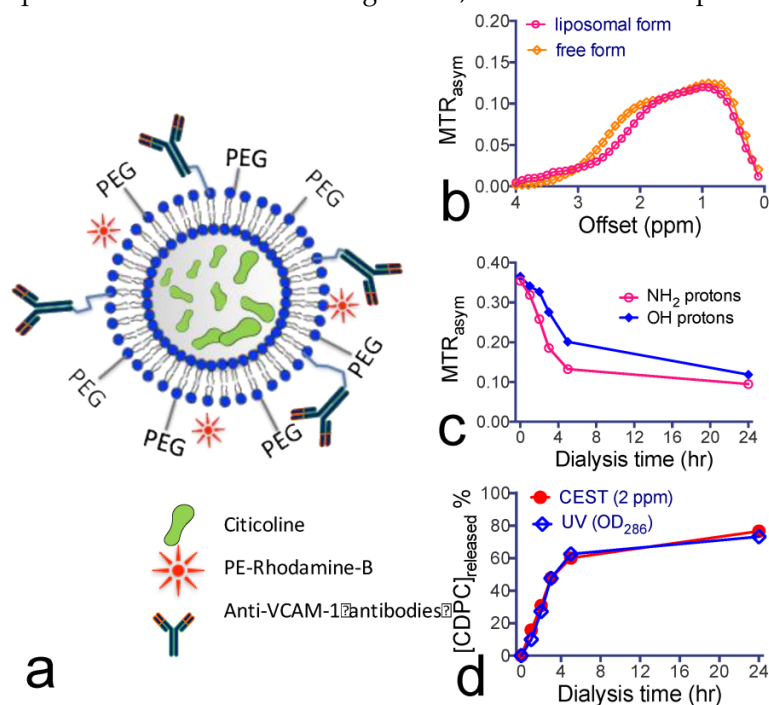 liposomal form
free form
MTRasym
0.20
0.15
0.10
0.05
0.00
4 3 2 1 0
Offset (ppm)
b
PEG
PEG
PEG
PEG
PEG
PEG
PEG
0.40
0.30
0.20
0.10
0.00
MTRasym
NH2 protons
OH protons
0 4 8 12 16 20 24
Dialysis time (hr)
c
Citicoline
PE-Rhodamine-B
Anti-VCAM-1 antibodies
a
100
80
60
40
20
0
[CDPC]released %
CEST (2 ppm)
UV (OD286)
0 4 8 12 16 20 24
Dialysis time (hr)
d